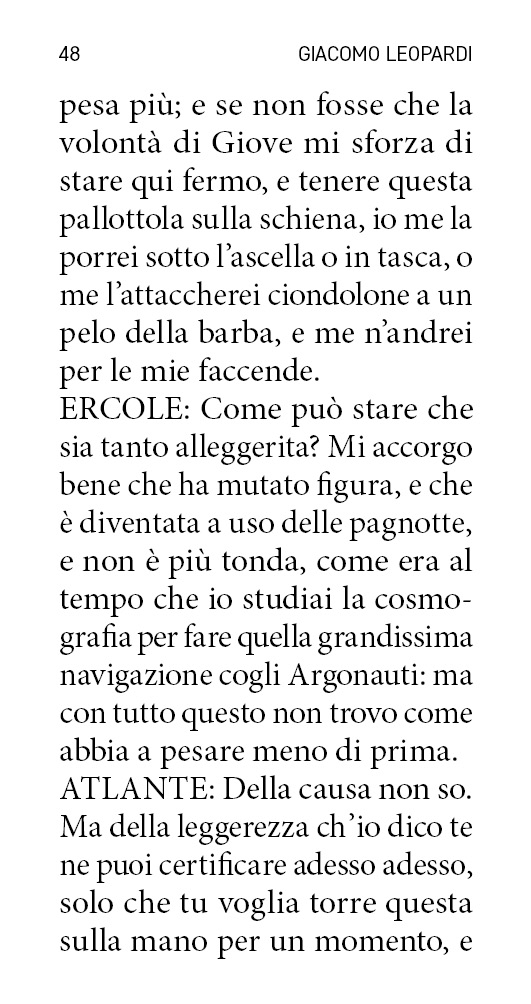 48 GIACOMO LEOPARDI
pesa più; e se non fosse che la
volontà di Giove mi sforza di
stare qui fermo, e tenere questa
pallottola sulla schiena, io me la
porrei sotto l’ascella o in tasca, o
me l’attaccherei ciondolone a un
pelo della barba, e me n’andrei
per le mie faccende.
ERCOLE: Come può stare che
sia tanto alleggerita? Mi accorgo
bene che ha mutato figura, e che
è diventata a uso delle pagnotte,
e non è più tonda, come era al
tempo che io studiai la cosmo-
grafia per fare quella grandissima
navigazione cogli Argonauti: ma
con tutto questo non trovo come
abbia a pesare meno di prima.
ATLANTE: Della causa non so.
Ma della leggerezza ch’io dico te
ne puoi certificare adesso adesso,
solo che tu voglia torre questa
sulla mano per un momento, e